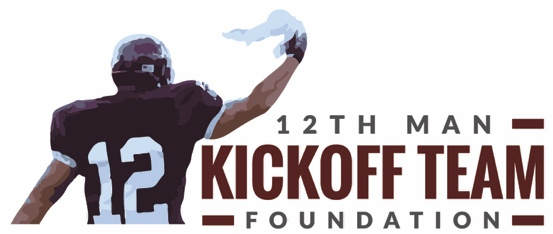 12
12TH MAN
KICKOFF TEAM
FOUNDATION